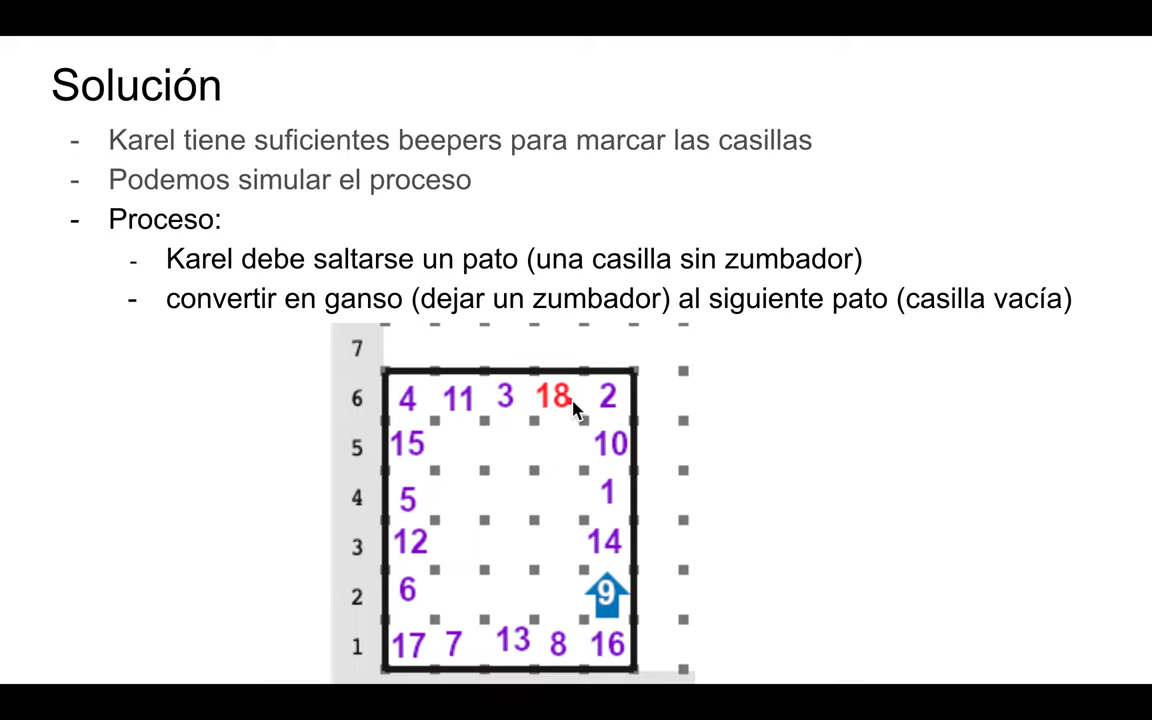 Solución
- Karel tiene suficientes beepers para marcar las casillas
- Podemos simular el proceso
- Proceso:
- Karel debe saltarse un pato (una casilla sin zumbador)
- convertir en ganso (dejar un zumbador) al siguiente pato (casilla vacía)
7
6 4 11 3 18 2
5 15 10
4 5 1
3 12 14
2 6 9
1 17 7 13 8 16